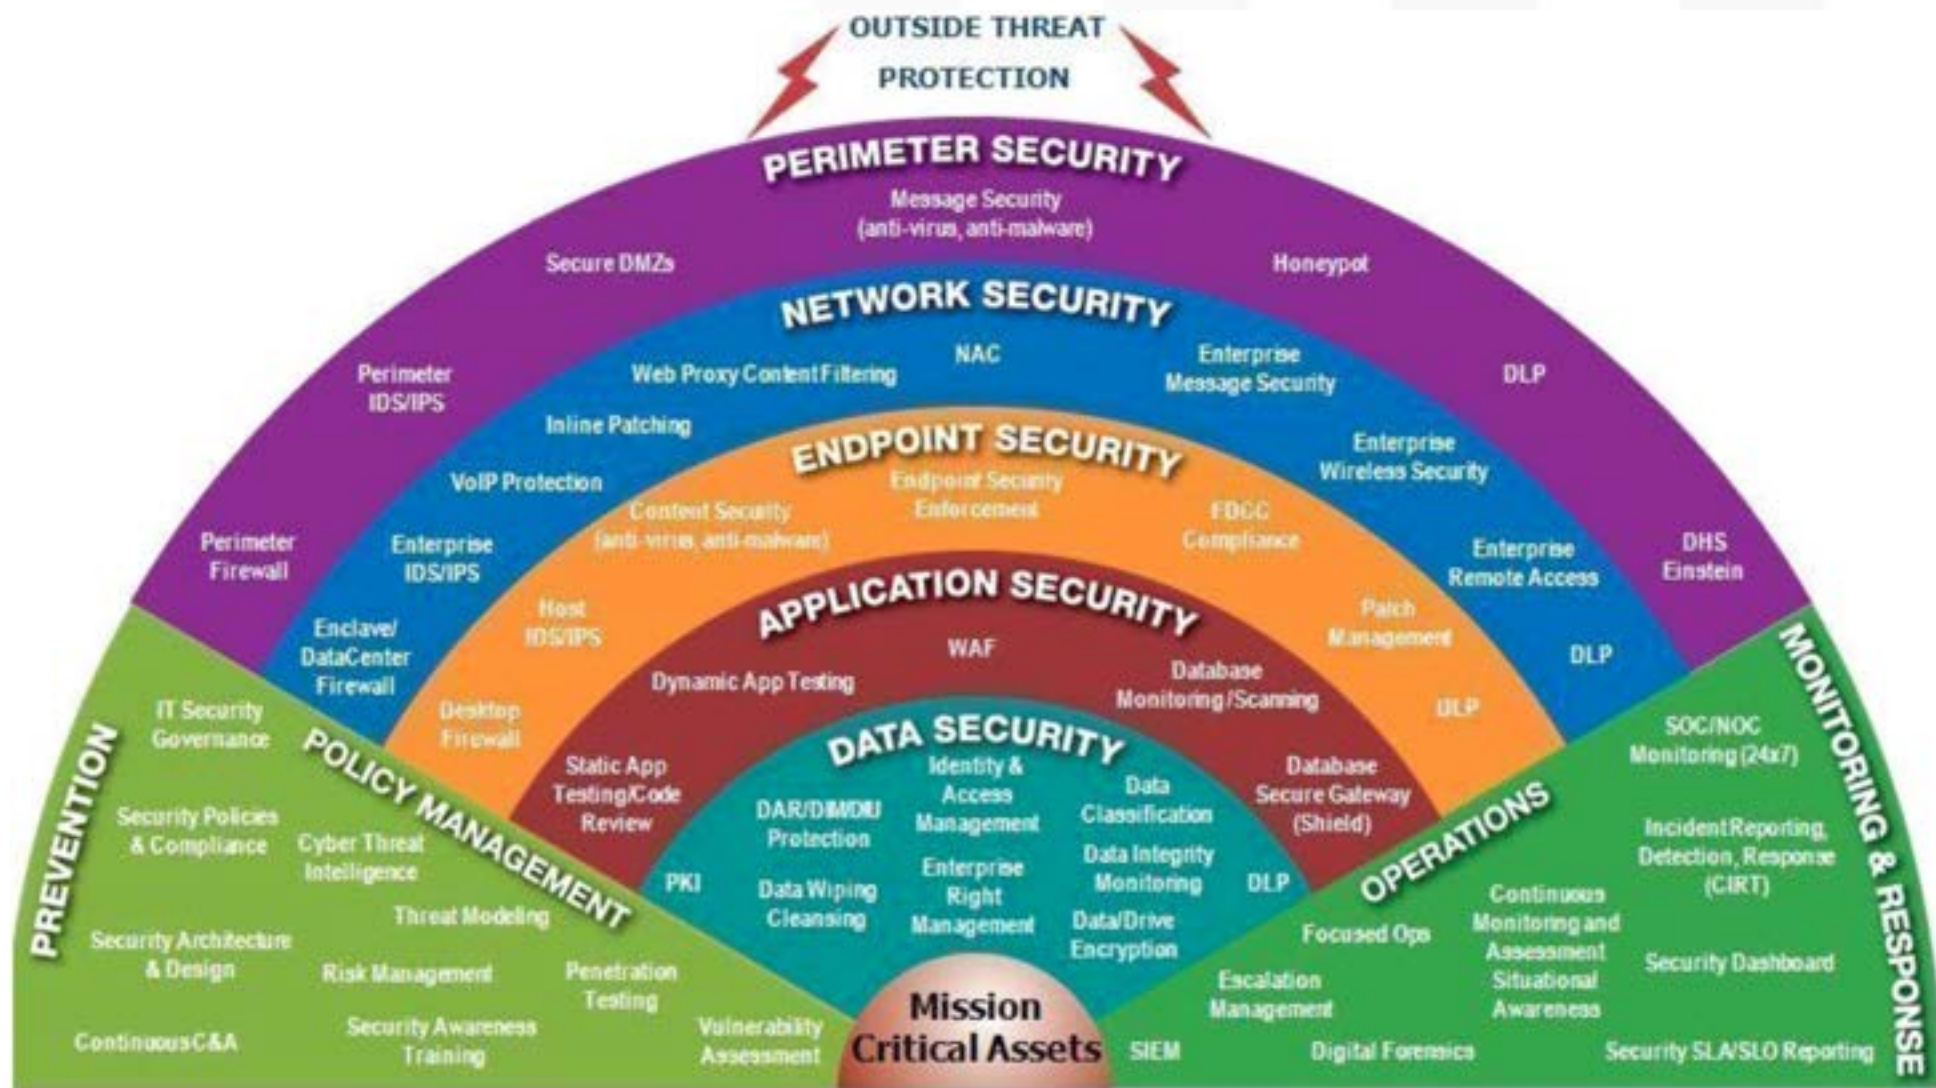 OUTSIDE THREAT
PROTECTION
PERIMETER SECURITY
Message Security
(anti-virus, anti-malware)
Secure DMZs
Honeypot
Perimeter
IDS/IPS
DLP
Perimeter
Firewall
DHS
Einstein
NETWORK SECURITY
NAC
Web Proxy Content Filtering
Enterprise
Message Security
Inline Patching
Enterprise
Wireless Security
VoIP Protection
Enterprise
IDS/IPS
Enterprise
Remote Access
Enclave/
DataCenter
Firewall
DLP
ENDPOINT SECURITY
Endpoint Security
Enforcement
Content Security
(anti-virus, anti-malware)
FDCC
Compliance
Host
IDS/IPS
Patch
Management
Desktop
Firewall
DLP
APPLICATION SECURITY
WAF
Dynamic App Testing
Database
Monitoring/Scanning
Static App
Testing/Code
Review
Database
Secure Gateway
(Shield)
DATA SECURITY
Identity &
Access
Management
Data
Classification
DAR/DIM/DIU
Protection
Data Integrity
Monitoring
PKI
Data Wiping
Cleansing
Enterprise
Right
Management
DLP
Data/Drive
Encryption
Mission
Critical Assets
PREVENTION
POLICY MANAGEMENT
IT Security
Governance
Security Policies
& Compliance
Cyber Threat
Intelligence
Threat Modeling
Security Architecture
& Design
Risk Management
Penetration
Testing
Continuous C&A
Security Awareness
Training
Vulnerability
Assessment
OPERATIONS
MONITORING & RESPONSE
SOC/NOC
Monitoring (24x7)
Incident Reporting,
Detection, Response
(CIRT)
Continuous
Monitoring and
Assessment
Situational
Awareness
Focused Ops
Security Dashboard
Escalation
Management
SIEM
Digital Forensics
Security SLA/SLO Reporting